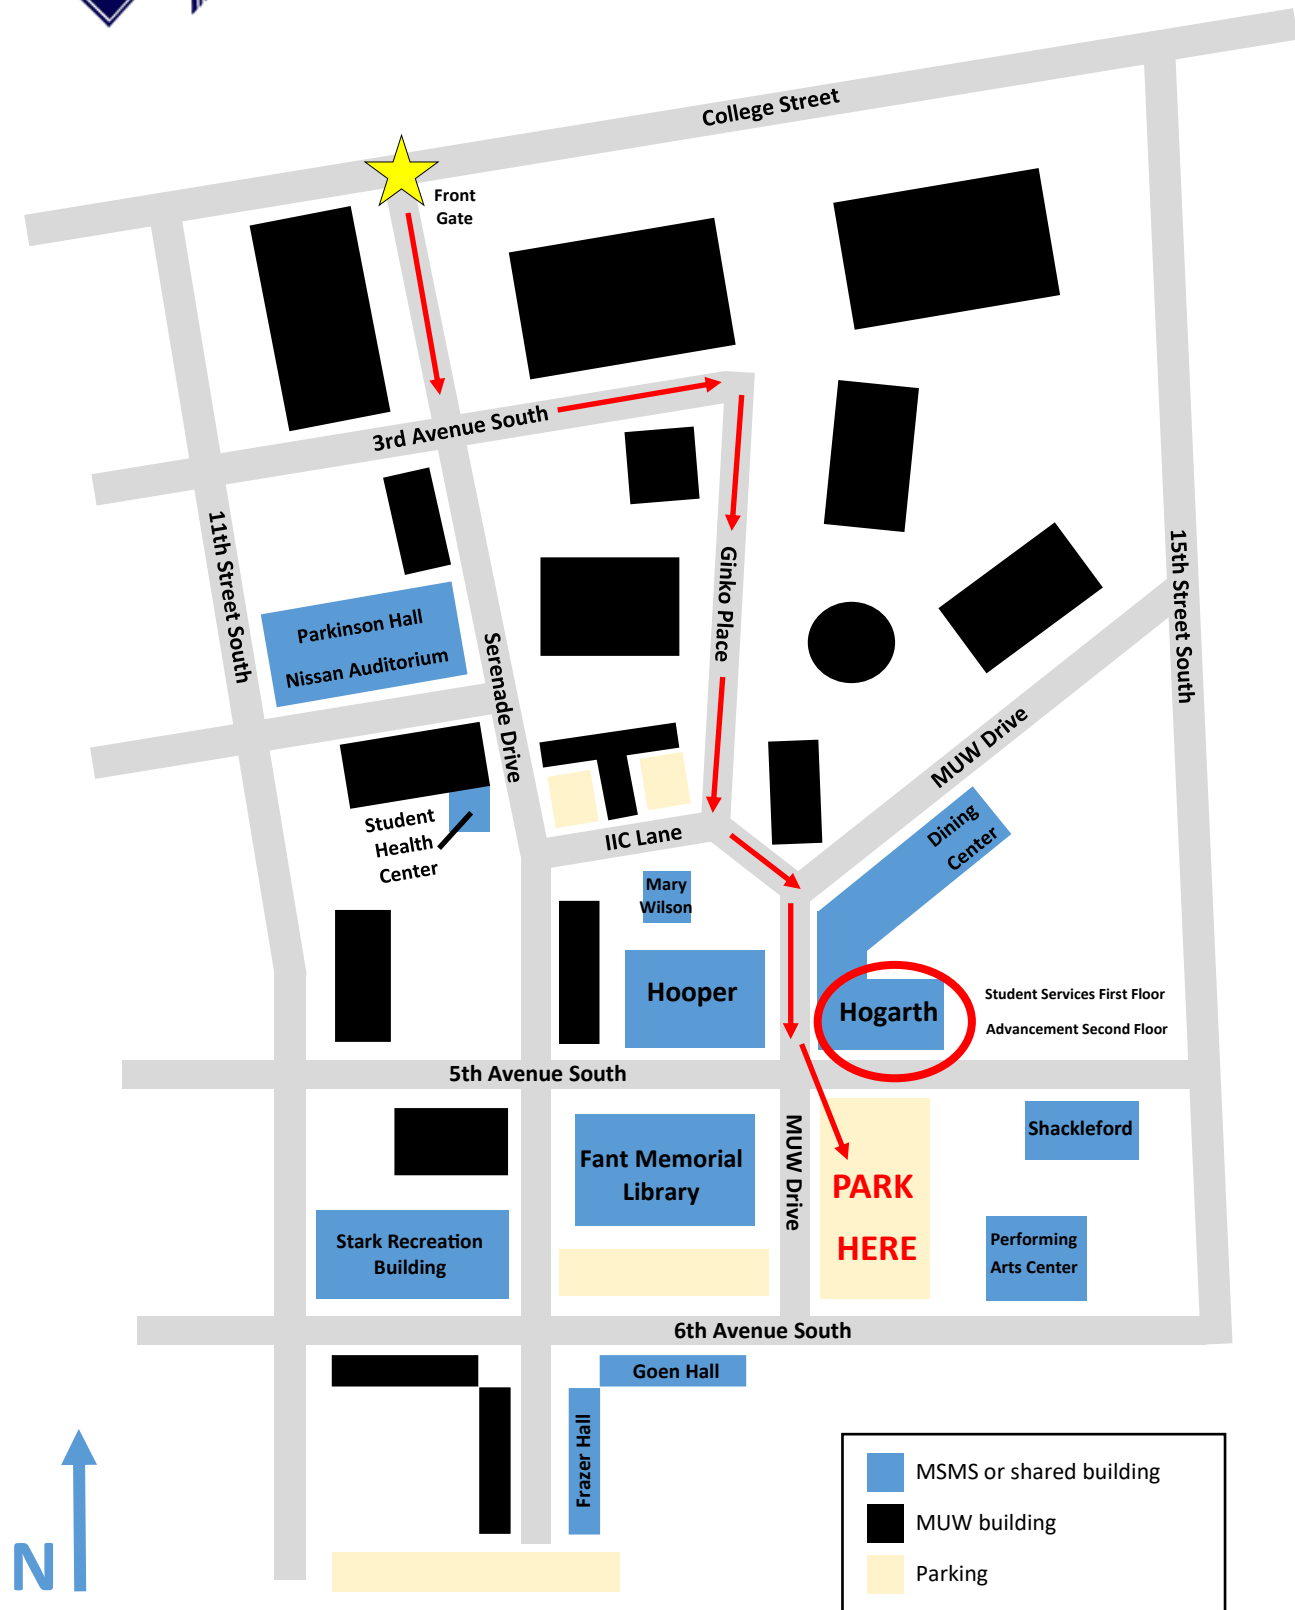 College Street
Front
Gate
3rd Avenue South
11th Street South
Ginko Place
15th Street South
Parkinson Hall
Nissan Auditorium
Serenade Drive
MUW Drive
Student
Health
Center
IIC Lane
Dining
Center
Mary
Wilson
Hooper
Hogarth
Student Services First Floor
Advancement Second Floor
5th Avenue South
MUW Drive
Shackleford
Fant Memorial
Library
PARK
HERE
Stark Recreation
Building
Performing
Arts Center
6th Avenue South
Goen Hall
Frazer Hall
N
MSMS or shared building
MUW building
Parking